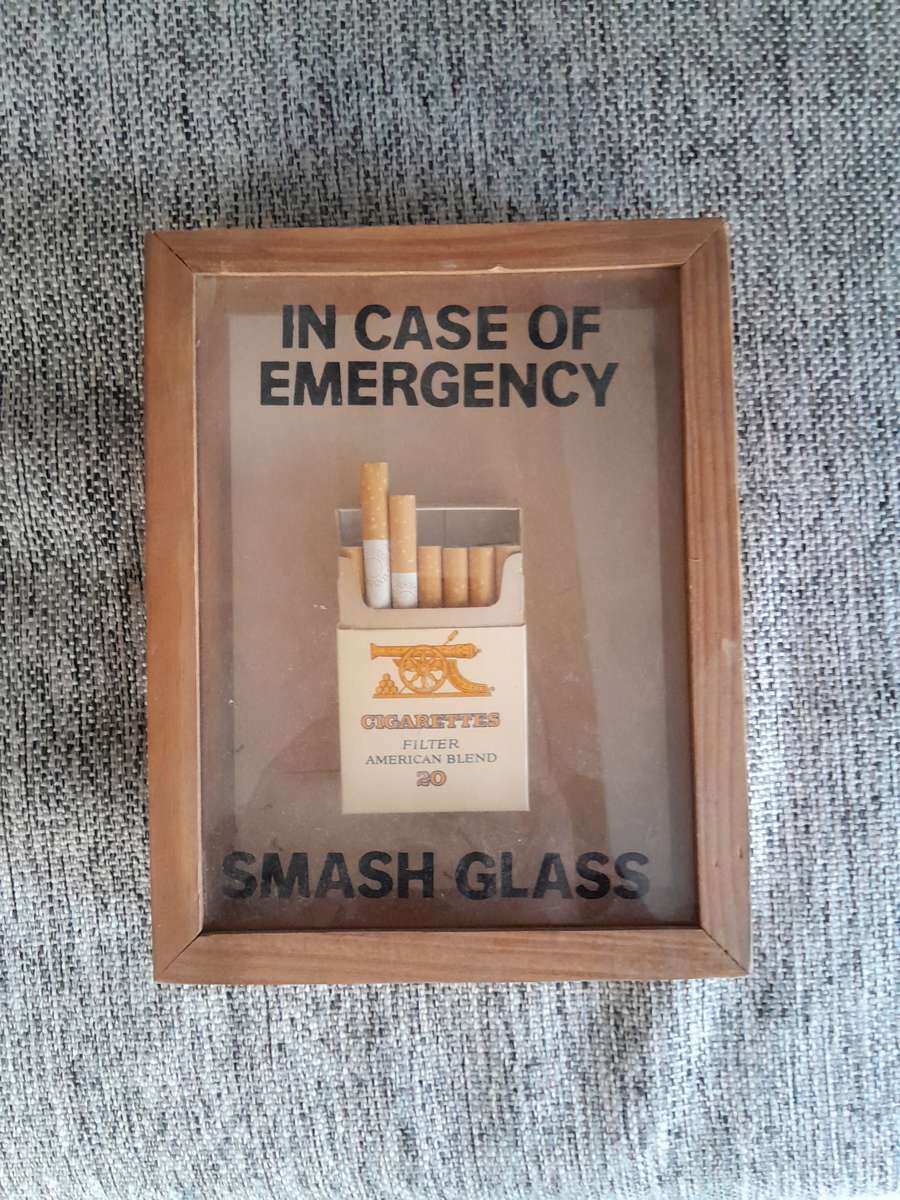 IN CASE OF
EMERGENCY
CIGARETTES
FILTER
AMERICAN BLEND
20
SMASH GLASS